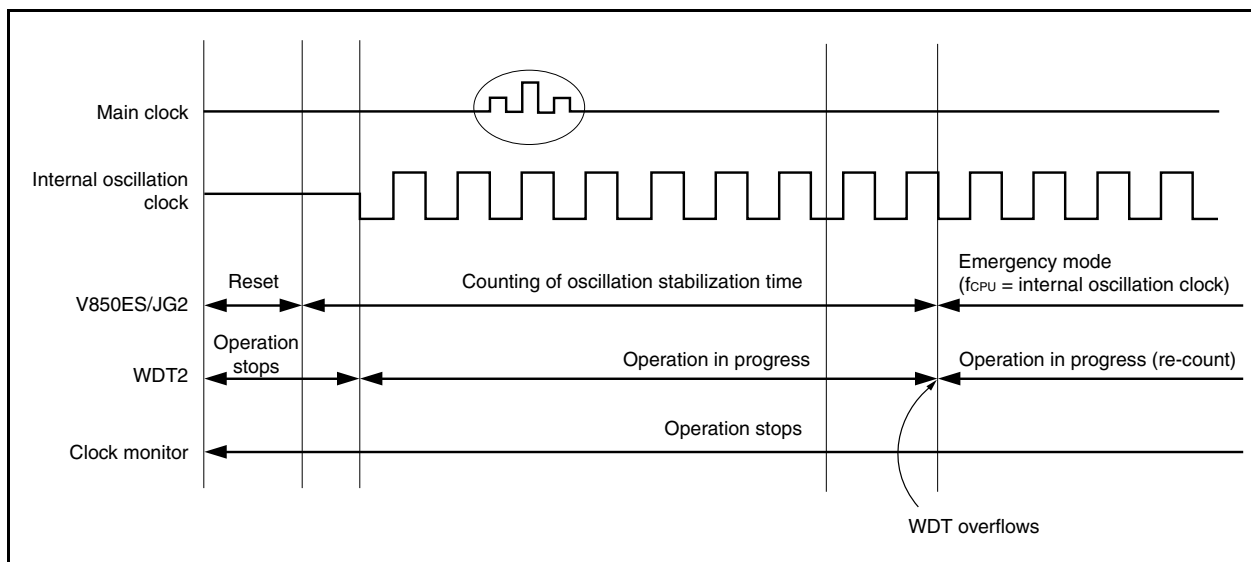 Main clock
Internal oscillation
clock
V850ES/JG2
Reset
Counting of oscillation stabilization time
Emergency mode
(fCPU = internal oscillation clock)
WDT2
Operation
stops
Operation in progress
Operation in progress (re-count)
Clock monitor
Operation stops
WDT overflows